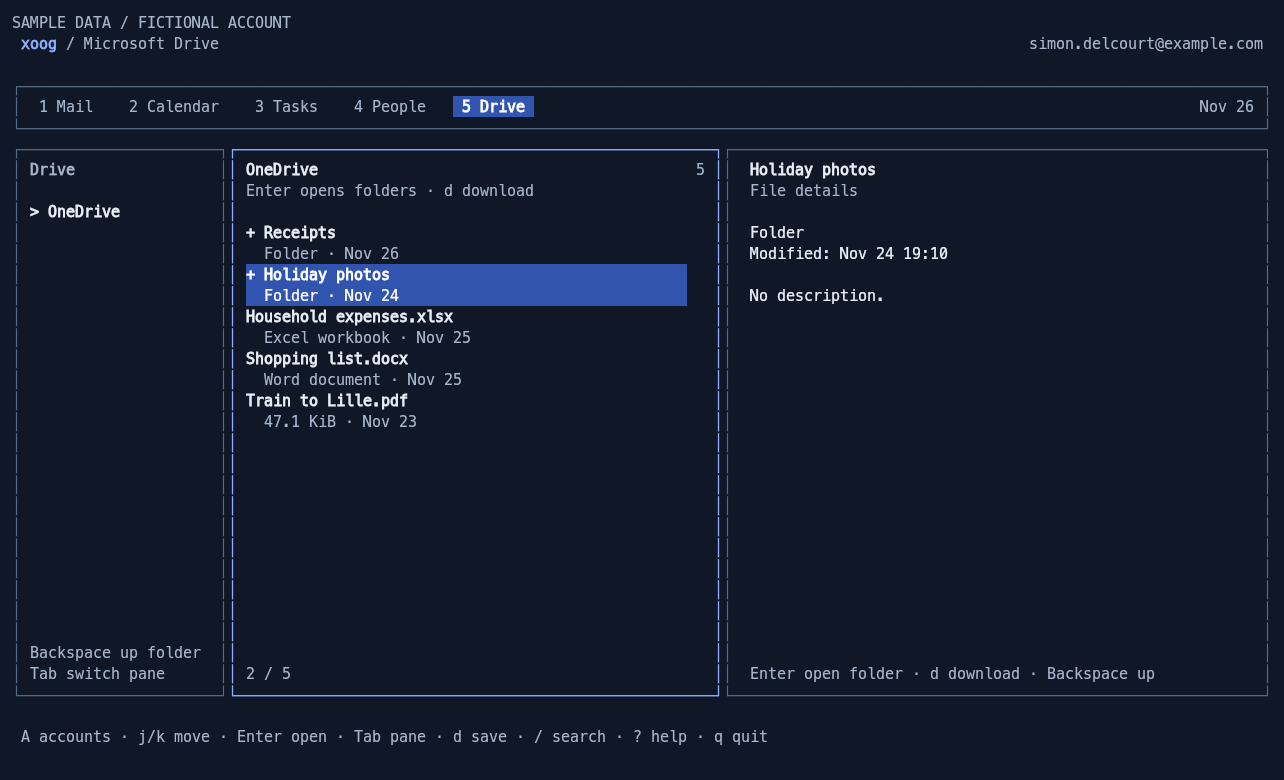 SAMPLE DATA / FICTIONAL ACCOUNT
xoog / Microsoft Drive
simon.delcourt@example.com
1 Mail 2 Calendar 3 Tasks 4 People 5 Drive
Nov 26
Drive
> OneDrive
Backspace up folder
Tab switch pane
OneDrive 5
Enter opens folders · d download
+ Receipts
Folder · Nov 26
+ Holiday photos
Folder · Nov 24
Household expenses.xlsx
Excel workbook · Nov 25
Shopping list.docx
Word document · Nov 25
Train to Lille.pdf
47.1 KiB · Nov 23
2 / 5
Holiday photos
File details
Folder
Modified: Nov 24 19:10
No description.
Enter open folder · d download · Backspace up
A accounts · j/k move · Enter open · Tab pane · d save · / search · ? help · q quit